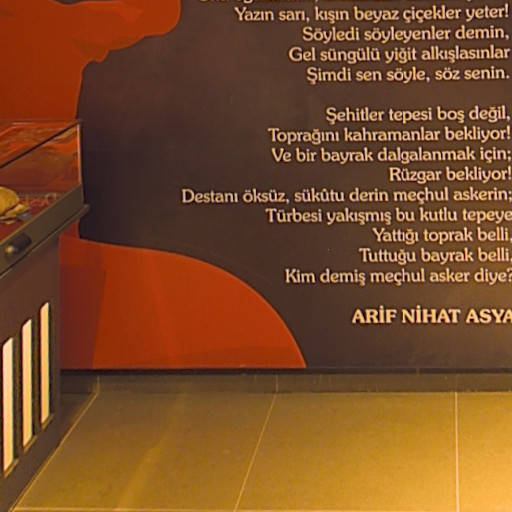 Yazın sarı, kışın beyaz çiçekler yeter!
Söyledi söyleyenler demin,
Gel süngülü yiğit alkışlasınlar
Şimdi sen söyle, söz senin.
Şehitler tepesi boş değil,
Toprağını kahramanlar bekliyor!
Ve bir bayrak dalgalanmak için;
Rüzgar bekliyor!
Destanı öksüz, sükûtu derin meçhul askerin;
Türbesi yakışmış bu kutlu tepeye
Yattığı toprak belli,
Tuttuğu bayrak belli,
Kim demiş meçhul asker diye?
ARİF NİHAT ASYA